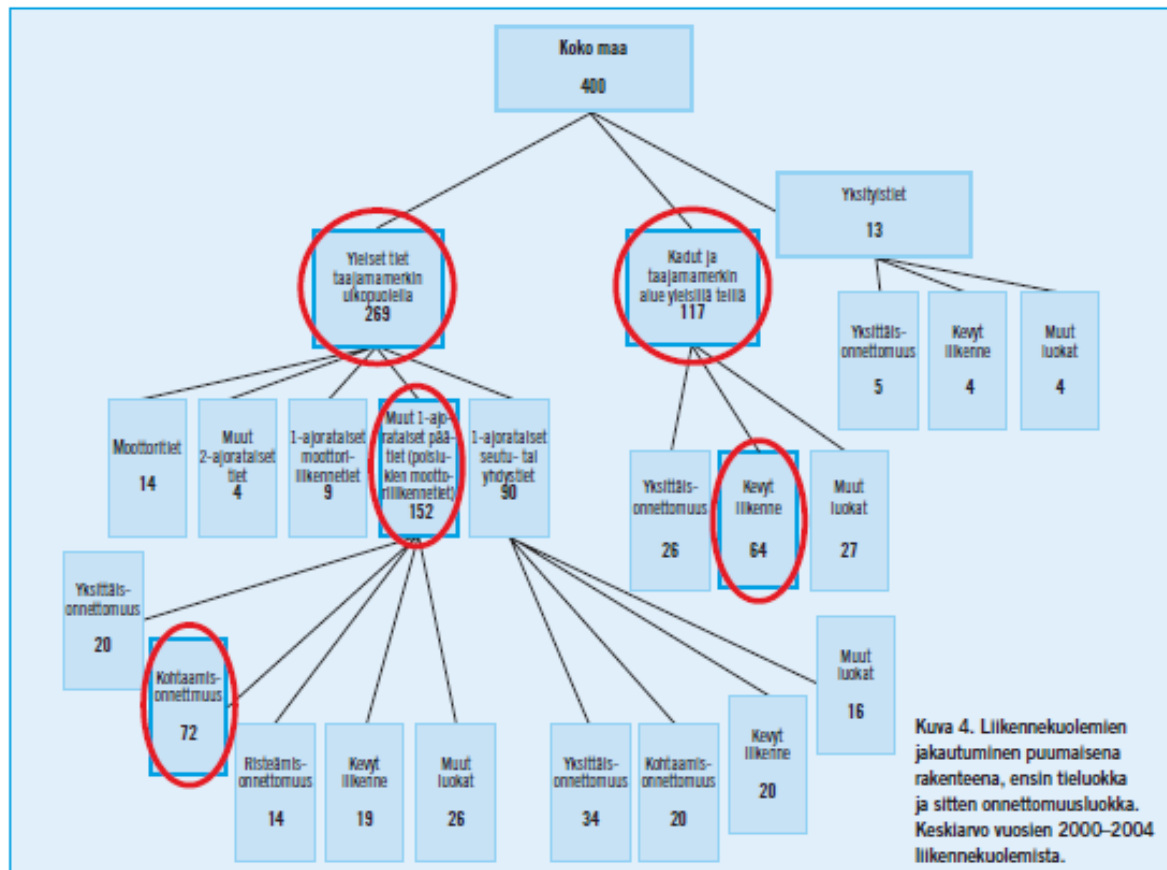 Koko maa
400
Yksityistiet
13
Yleiset tiet
taajamamerkin
ulkopuolella
269
Kadut ja
taajamamerkin
alue yleisillä teillä
117
Yksittäis-
onnettomuus
5
Kevyt
liikenne
4
Muut
luokat
4
Moottoritiet
14
Muut
2-ajorataiset
tiet
4
1-ajorataiset
moottori-
liikennetiet
9
Muut 1-ajo-
rataiset pää-
tiet (poislu-
kien mootto-
riliikennetiet)
152
1-ajorataiset
seutu- tai
yhdystiet
90
Yksittäis-
onnettomuus
26
Kevyt
liikenne
64
Muut
luokat
27
Yksittäis-
onnettomuus
20
Kohtaamis-
onnettmuus
72
Risteämis-
onnettomuus
14
Kevyt
liikenne
19
Muut
luokat
26
Yksittäis-
onnettomuus
34
Kohtaamis-
onnettomuus
20
Kevyt
liikenne
20
Muut
luokat
16
Kuva 4. Liikennekuolemien
jakautuminen puumaisena
rakenteena, ensin tieluokka
ja sitten onnettomuusluokka.
Keskiarvo vuosien 2000–2004
liikennekuolemista.